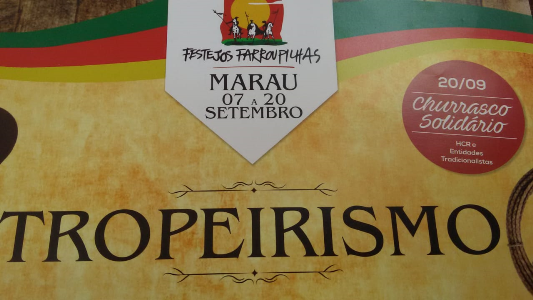 FESTEJOS FARROUPILHAS
MARAU
07 A 20
SETEMBRO
20/09
Churrasco
Solidário
HCR e
Entidades
Tradicionalistas
TROPEIRISMO